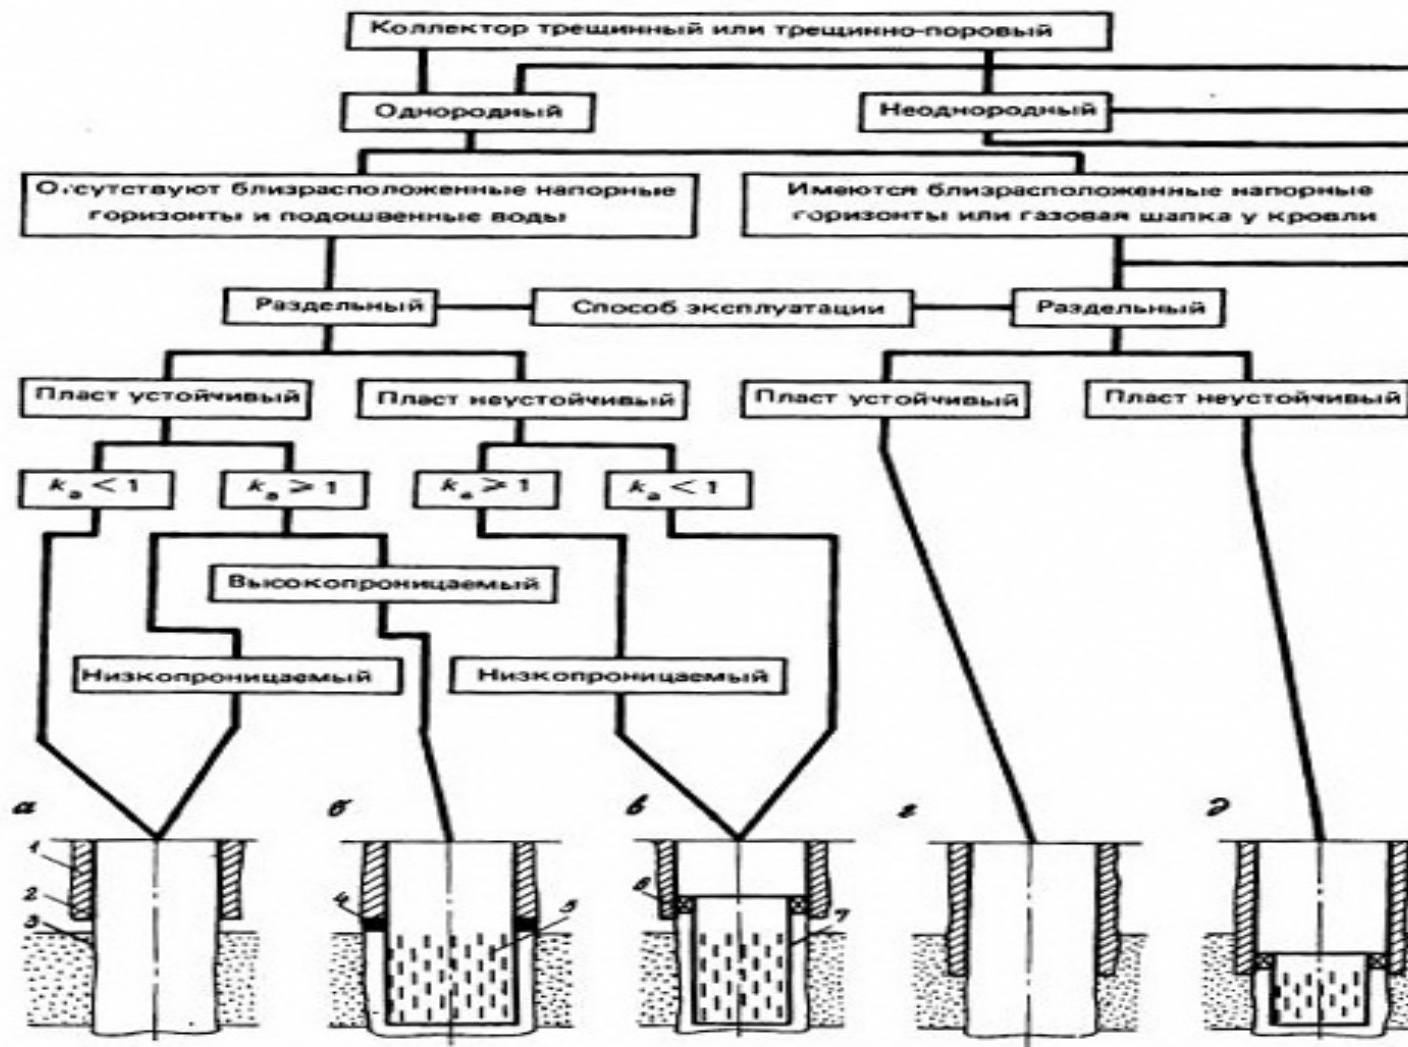 Коллектор трещинный или трещинно-поровый
Однородный
Неоднородный
Отсутствуют близрасположенные напорные
горизонты и подошвенные воды
Имеются близрасположенные напорные
горизонты или газовая шапка у кровли
Раздельный
Способ эксплуатации
Раздельный
Пласт устойчивый
Пласт неустойчивый
Пласт устойчивый
Пласт неустойчивый
kа < 1
kа ⩾ 1
kа ⩾ 1
kа < 1
Высокопроницаемый
Низкопроницаемый
Низкопроницаемый
а
б
в
г
д
1
2
3
4
5
6
7